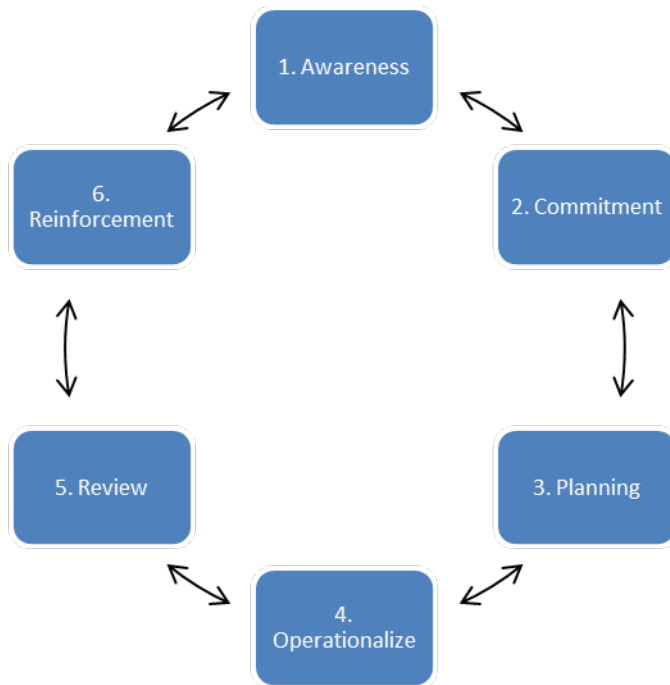 1. Awareness
2. Commitment
3. Planning
4.
Operationalize
5. Review
6.
Reinforcement